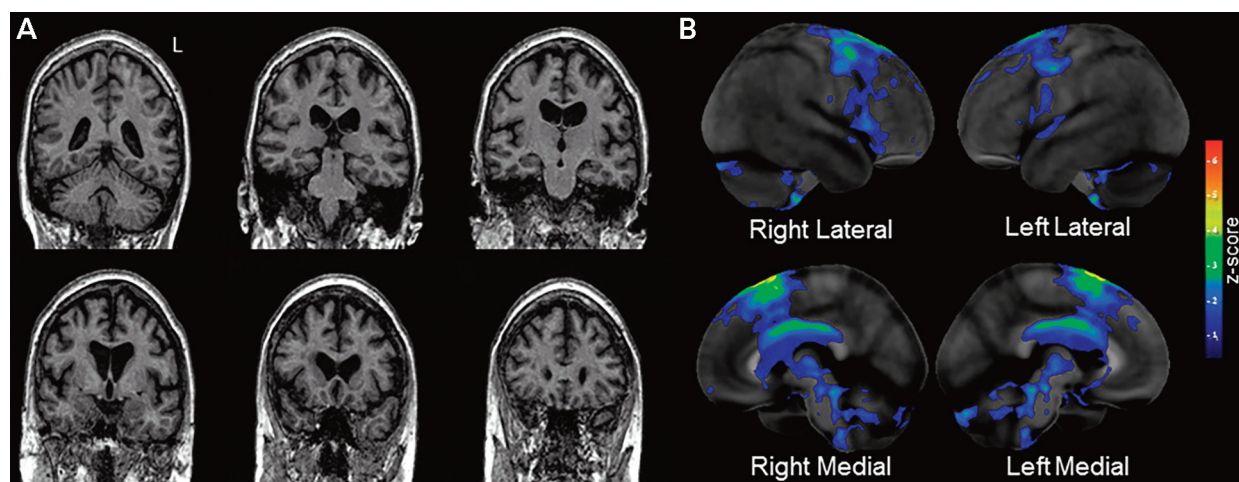 A
L
B
Right Lateral
Left Lateral
Right Medial
Left Medial
6
5
4
3
2
1
z-score